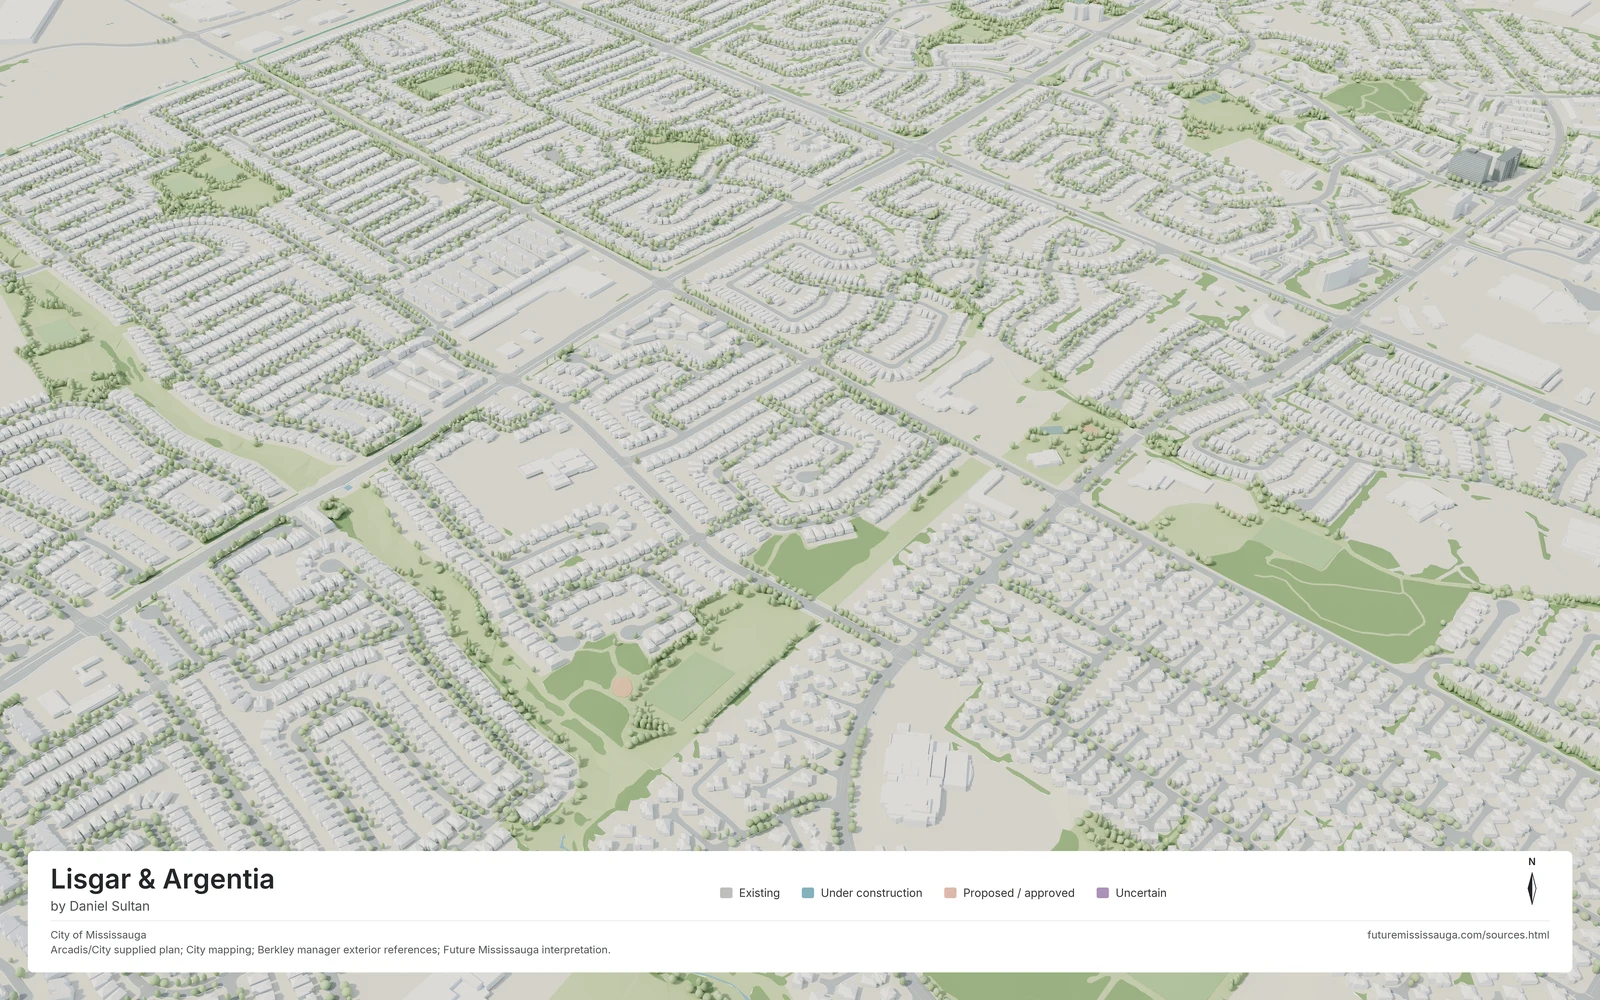 Lisgar & Argentia
by Daniel Sultan
Existing
Under construction
Proposed / approved
Uncertain
N
City of Mississauga
Arcadis/City supplied plan; City mapping; Berkley manager exterior references; Future Mississauga interpretation.
futuremississauga.com/sources.html